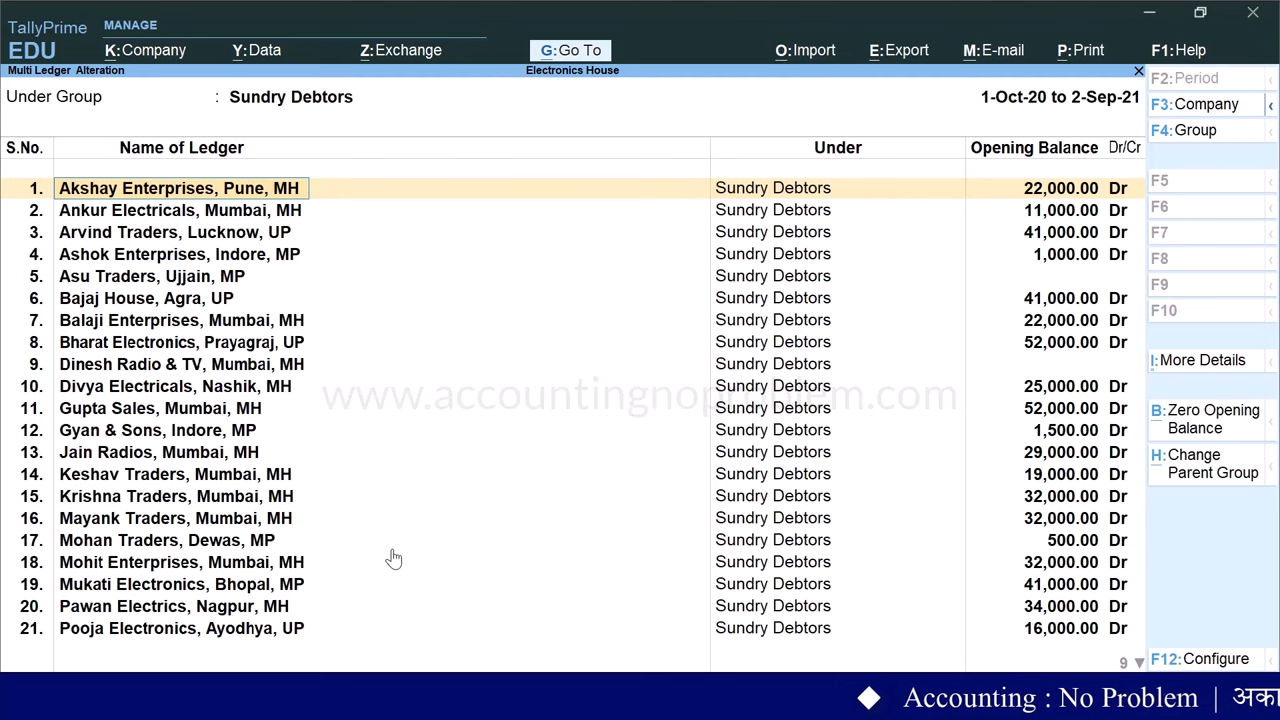 TallyPrime MANAGE
EDU K:Company Y:Data Z:Exchange G:Go To O:Import E:Export M:E-mail P:Print F1:Help
Multi Ledger Alteration Electronics House
Under Group : Sundry Debtors 1-Oct-20 to 2-Sep-21
S.No. Name of Ledger Under Opening Balance Dr/Cr
1. Akshay Enterprises, Pune, MH Sundry Debtors 22,000.00 Dr
2. Ankur Electricals, Mumbai, MH Sundry Debtors 11,000.00 Dr
3. Arvind Traders, Lucknow, UP Sundry Debtors 41,000.00 Dr
4. Ashok Enterprises, Indore, MP Sundry Debtors 1,000.00 Dr
5. Asu Traders, Ujjain, MP Sundry Debtors
6. Bajaj House, Agra, UP Sundry Debtors 41,000.00 Dr
7. Balaji Enterprises, Mumbai, MH Sundry Debtors 22,000.00 Dr
8. Bharat Electronics, Prayagraj, UP Sundry Debtors 52,000.00 Dr
9. Dinesh Radio & TV, Mumbai, MH Sundry Debtors
10. Divya Electricals, Nashik, MH Sundry Debtors 25,000.00 Dr
www.accountingnoproblem.com
11. Gupta Sales, Mumbai, MH Sundry Debtors 52,000.00 Dr
12. Gyan & Sons, Indore, MP Sundry Debtors 1,500.00 Dr
13. Jain Radios, Mumbai, MH Sundry Debtors 29,000.00 Dr
14. Keshav Traders, Mumbai, MH Sundry Debtors 19,000.00 Dr
15. Krishna Traders, Mumbai, MH Sundry Debtors 32,000.00 Dr
16. Mayank Traders, Mumbai, MH Sundry Debtors 32,000.00 Dr
17. Mohan Traders, Dewas, MP Sundry Debtors 500.00 Dr
18. Mohit Enterprises, Mumbai, MH Sundry Debtors 32,000.00 Dr
19. Mukati Electronics, Bhopal, MP Sundry Debtors 41,000.00 Dr
20. Pawan Electrics, Nagpur, MH Sundry Debtors 34,000.00 Dr
21. Pooja Electronics, Ayodhya, UP Sundry Debtors 16,000.00 Dr
9 ▼
F2:Period
F3:Company
F4:Group
F5
F6
F7
F8
F9
F10
I:More Details
B:Zero Opening
Balance
H:Change
Parent Group
F12:Configure
Accounting : No Problem |